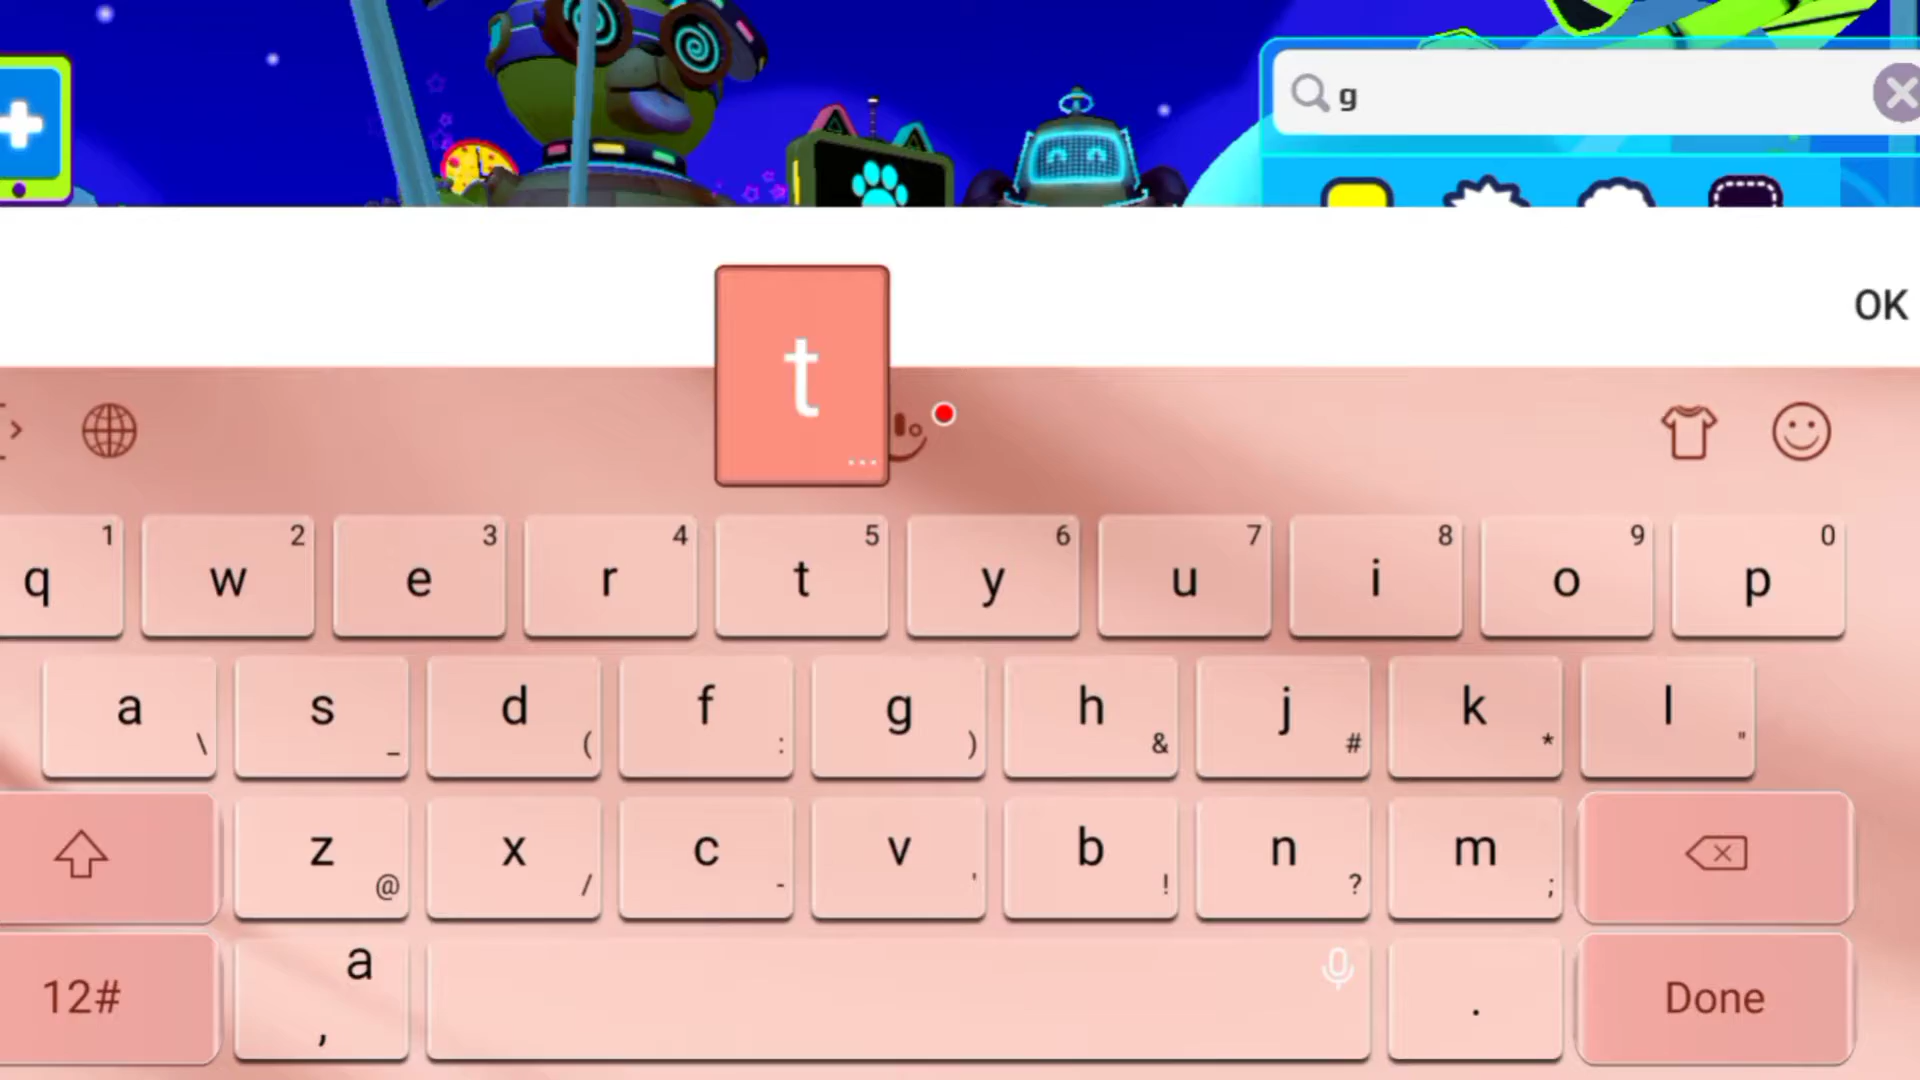 g
OK
t
...
q 1 w 2 e 3 r 4 t 5 y 6 u 7 i 8 o 9 p 0
a \ s _ d ( f : g ) h & j # k * l "
z @ x / c - v ' b ! n ? m ;
12# a , . Done